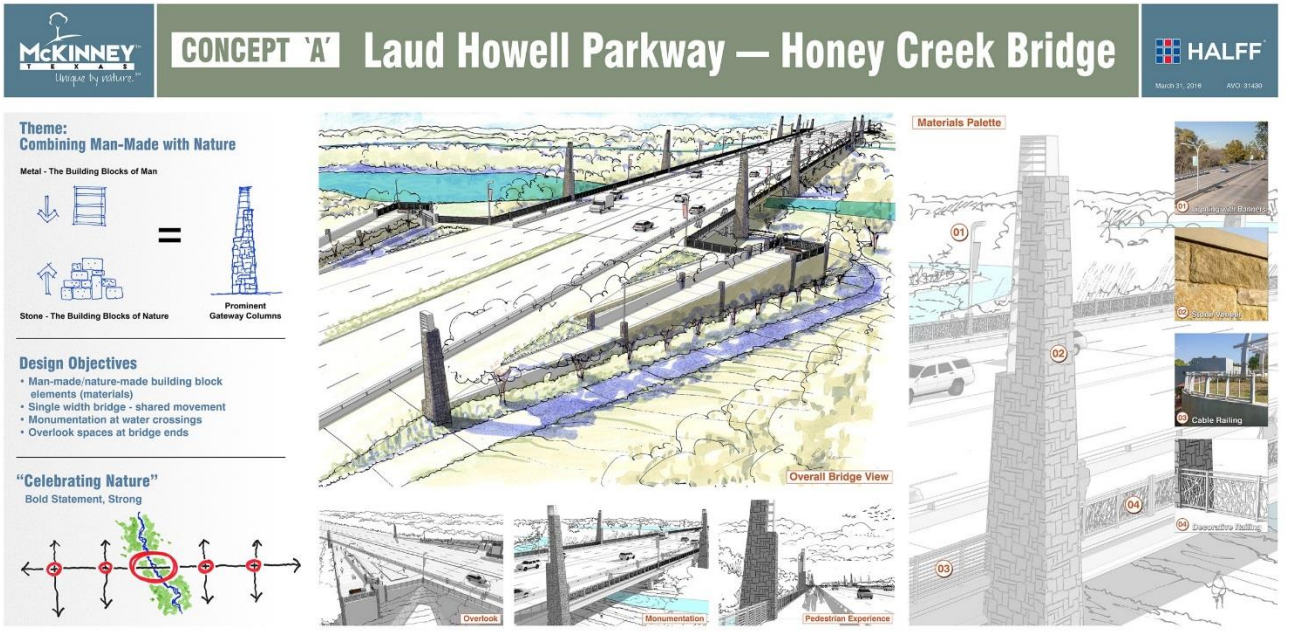 McKINNEY
TEXAS
Unique by nature.
CONCEPT 'A'
Laud Howell Parkway — Honey Creek Bridge
HALFF
March 31, 2016
AVO: 31430
Theme:
Combining Man-Made with Nature
Metal - The Building Blocks of Man
=
Stone - The Building Blocks of Nature
Prominent
Gateway Columns
Design Objectives
• Man-made/nature-made building block
elements (materials)
• Single width bridge - shared movement
• Monumentation at water crossings
• Overlook spaces at bridge ends
“Celebrating Nature”
Bold Statement, Strong
Overall Bridge View
Overlook
Monumentation
Pedestrian Experience
Materials Palette
01
02
03
04
01 Lighting with Banners
02 Stone Veneer
03 Cable Railing
04 Decorative Railing